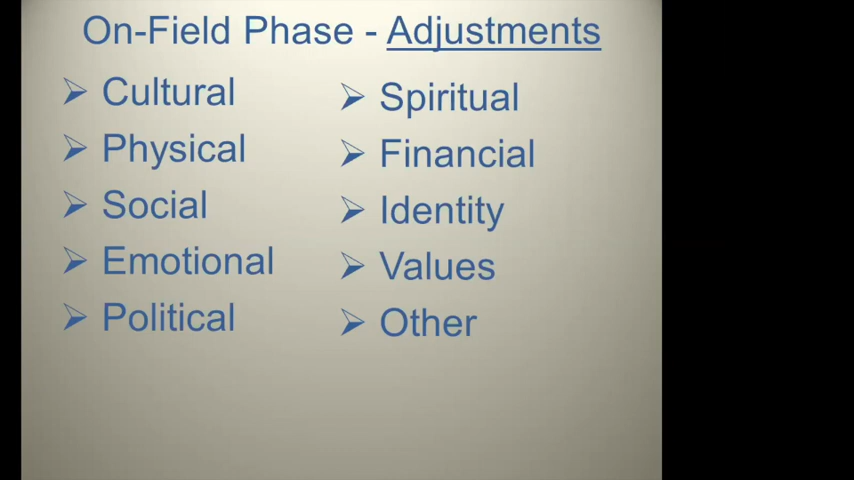 On-Field Phase - Adjustments
Cultural
Physical
Social
Emotional
Political
Spiritual
Financial
Identity
Values
Other